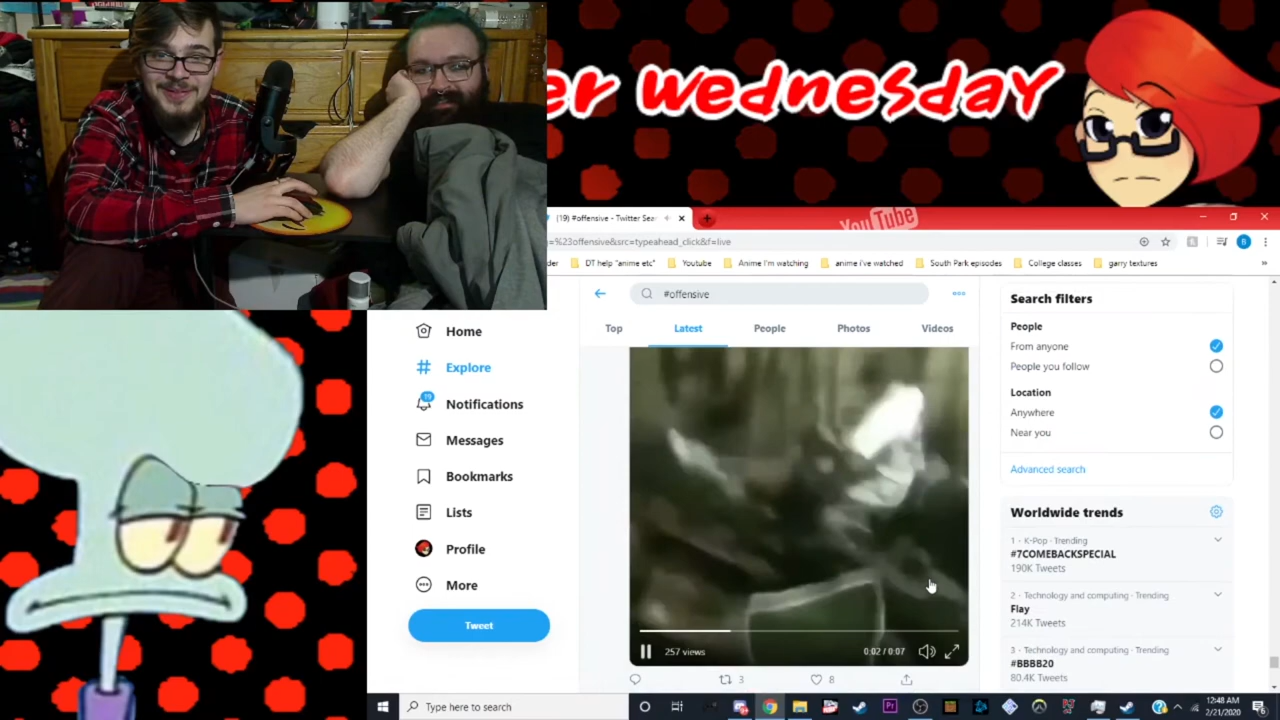 er wednesday
(19) #offensive - Twitter Sea
YouTube
=%23offensive&src=typeahead_click&f=live
B
der
DT help "anime etc"
Youtube
Anime I'm watching
anime i've watched
South Park episodes
College classes
garry textures
»
#offensive
Top
Latest
People
Photos
Videos
Home
Explore
19
Notifications
Messages
Bookmarks
Lists
Profile
More
Tweet
257 views
0:02 / 0:07
3
8
Search filters
People
From anyone
People you follow
Location
Anywhere
Near you
Advanced search
Worldwide trends
1 · K-Pop · Trending
#7COMEBACKSPECIAL
190K Tweets
2 · Technology and computing · Trending
Flay
214K Tweets
3 · Technology and computing · Trending
#BBBB20
80.4K Tweets
Type here to search
Pr
12:48 AM
2/21/2020
6